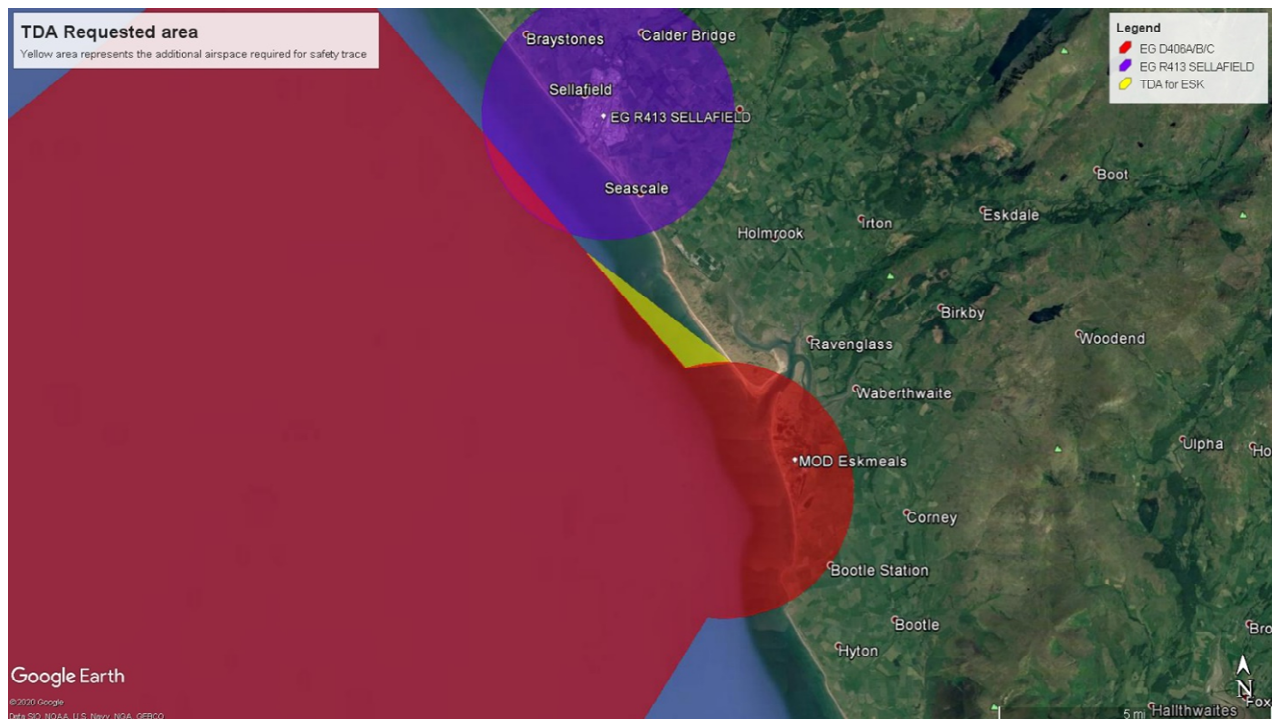 TDA Requested area
Yellow area represents the additional airspace required for safety trace
Legend
EG D406A/B/C
EG R413 SELLAFIELD
TDA for ESK
Braystones
Calder Bridge
Sellafield
EG R413 SELLAFIELD
Seascale
Boot
Eskdale
Irton
Holmrook
Birkby
Woodend
Ravenglass
Waberthwaite
Ulpha
Ho
MOD Eskmeals
Corney
Bootle Station
Bootle
Bro
Hyton
Google Earth
N
©2020 Google
Fox
5 mi
Hallthwaites
Data SIO, NOAA, U.S. Navy, NGA, GEBCO